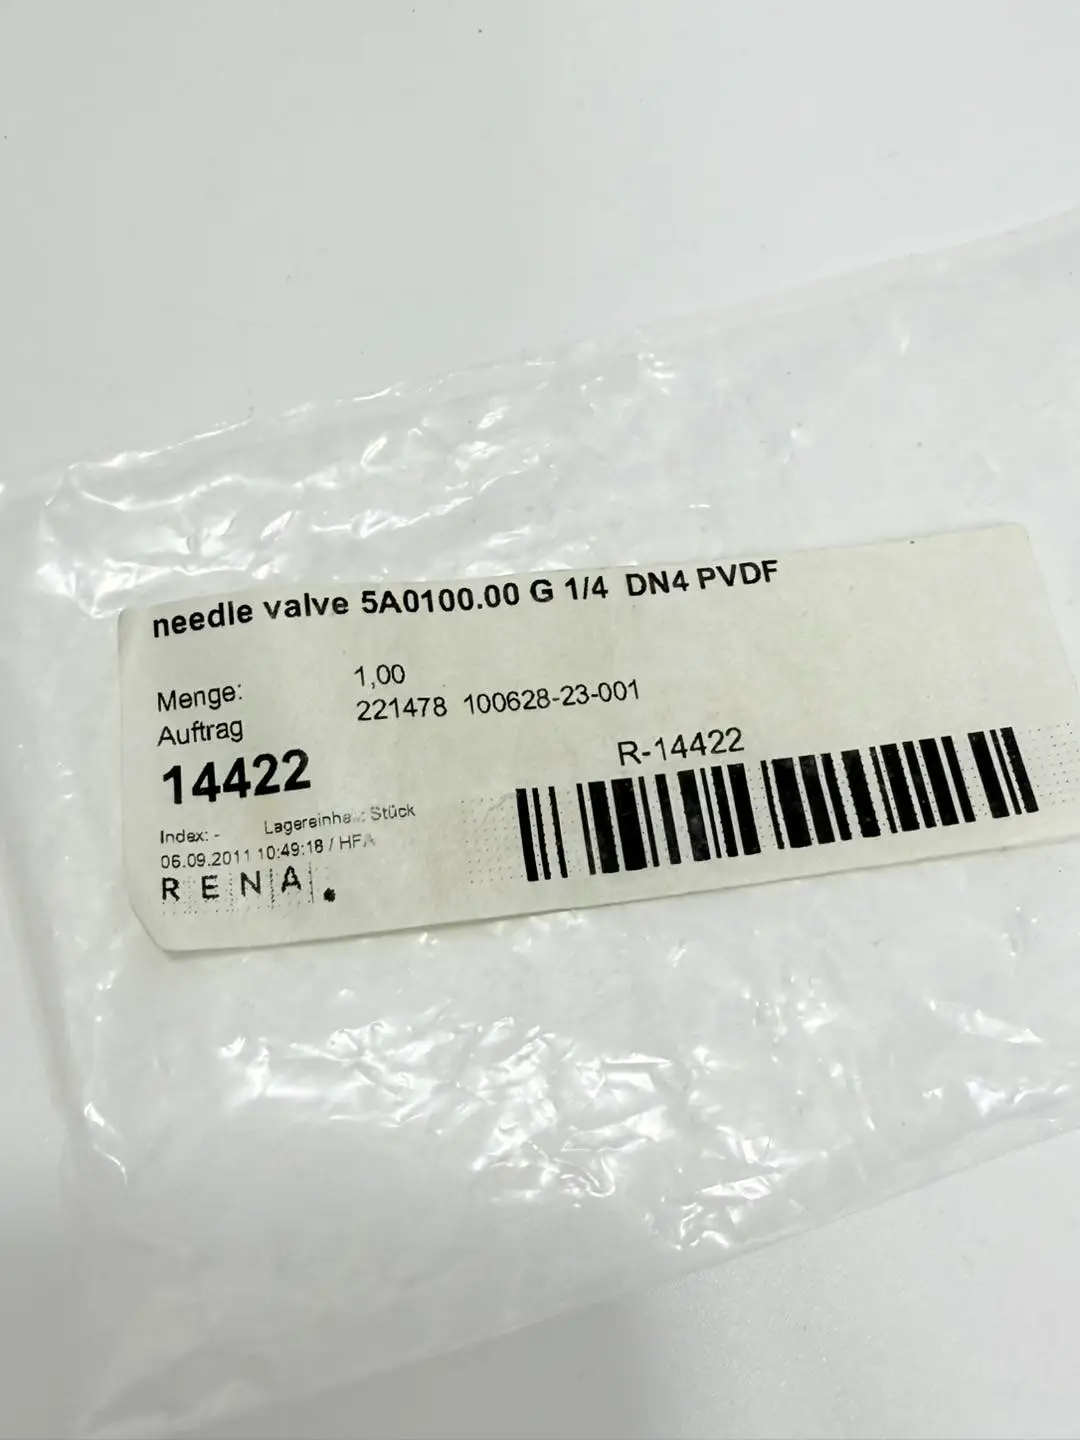 needle valve 5A0100.00 G 1/4 DN4 PVDF
Menge: 1,00
Auftrag 221478 100628-23-001
14422
R-14422
Index: - Stück
06.09.2011 10:49:18 / HFA
RENA.